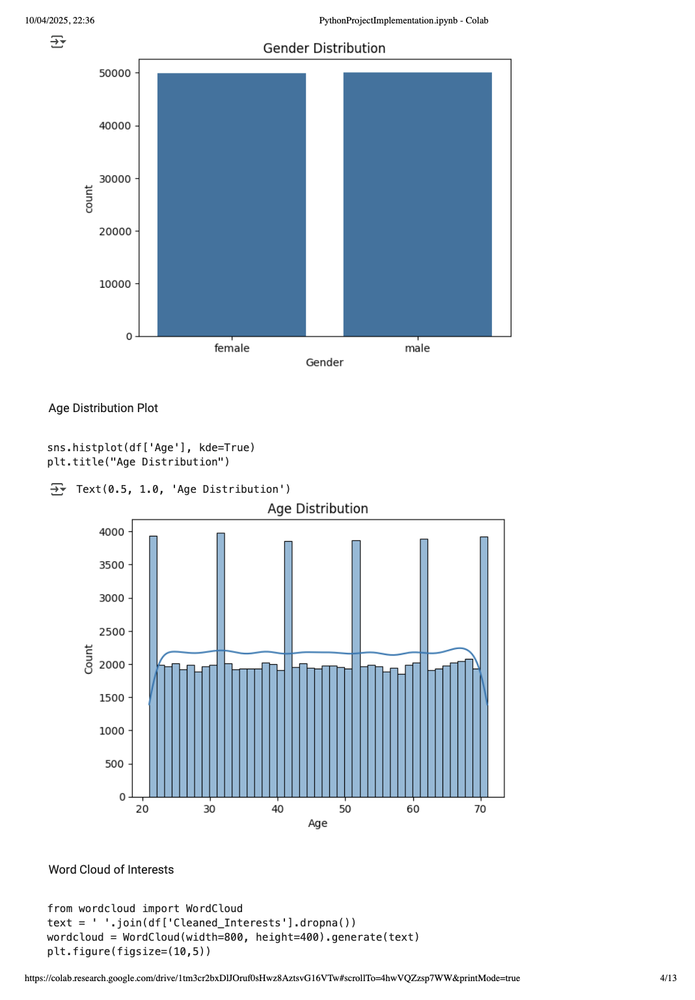 10/04/2025, 22:36
PythonProjectImplementation.ipynb - Colab
Gender Distribution
50000
40000
30000
20000
10000
0
count
female
male
Gender
Age Distribution Plot
sns.histplot(df['Age'], kde=True)
plt.title("Age Distribution")
Text(0.5, 1.0, 'Age Distribution')
Age Distribution
4000
3500
3000
2500
2000
1500
1000
500
0
Count
20
30
40
50
60
70
Age
Word Cloud of Interests
from wordcloud import WordCloud
text = ' '.join(df['Cleaned_Interests'].dropna())
wordcloud = WordCloud(width=800, height=400).generate(text)
plt.figure(figsize=(10,5))
https://colab.research.google.com/drive/1tm3cr2bxDlJOruf0sHwz8AztsvG16VTw#scrollTo=4hwVQZzsp7WW&printMode=true
4/13